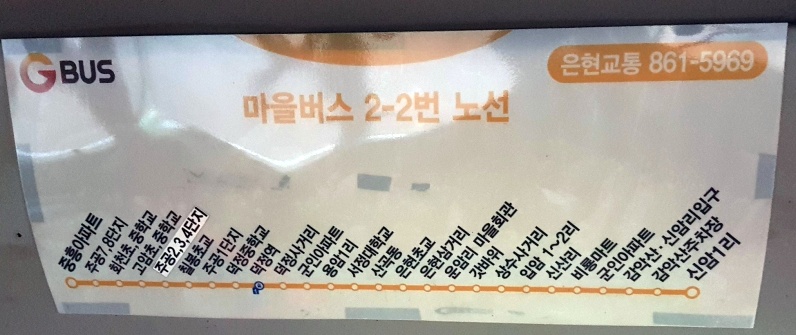 G BUS
은현교통 861-5969
마을버스 2-2번 노선
중흥아파트
주공7,8단지
회천초,중학교
고암초,중학교
주공2,3,4단지
칠봉초교
주공1단지
덕정중학교
덕정역
덕정사거리
군인아파트
용암1리
서정대학교
선곡동
은현초교
은현삼거리
운암리 마을회관
갓바위
상수사거리
입암 1~2리
신산리
비룡마트
군인아파트
감악산·신암리입구
감악산주차장
신암1리